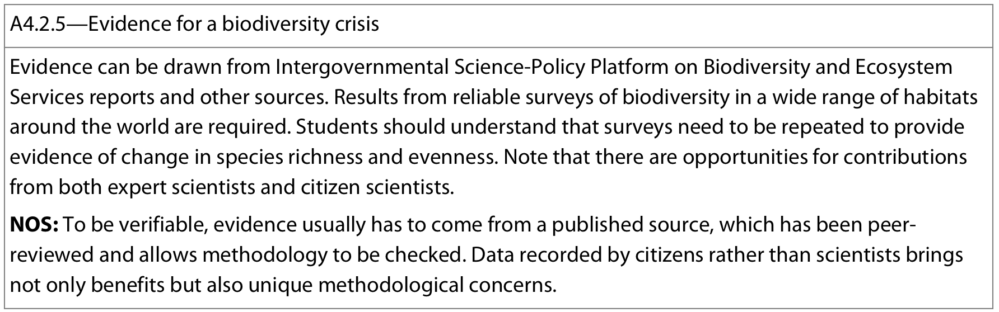 A4.2.5—Evidence for a biodiversity crisis
Evidence can be drawn from Intergovernmental Science-Policy Platform on Biodiversity and Ecosystem
Services reports and other sources. Results from reliable surveys of biodiversity in a wide range of habitats
around the world are required. Students should understand that surveys need to be repeated to provide
evidence of change in species richness and evenness. Note that there are opportunities for contributions
from both expert scientists and citizen scientists.
NOS: To be verifiable, evidence usually has to come from a published source, which has been peer-
reviewed and allows methodology to be checked. Data recorded by citizens rather than scientists brings
not only benefits but also unique methodological concerns.